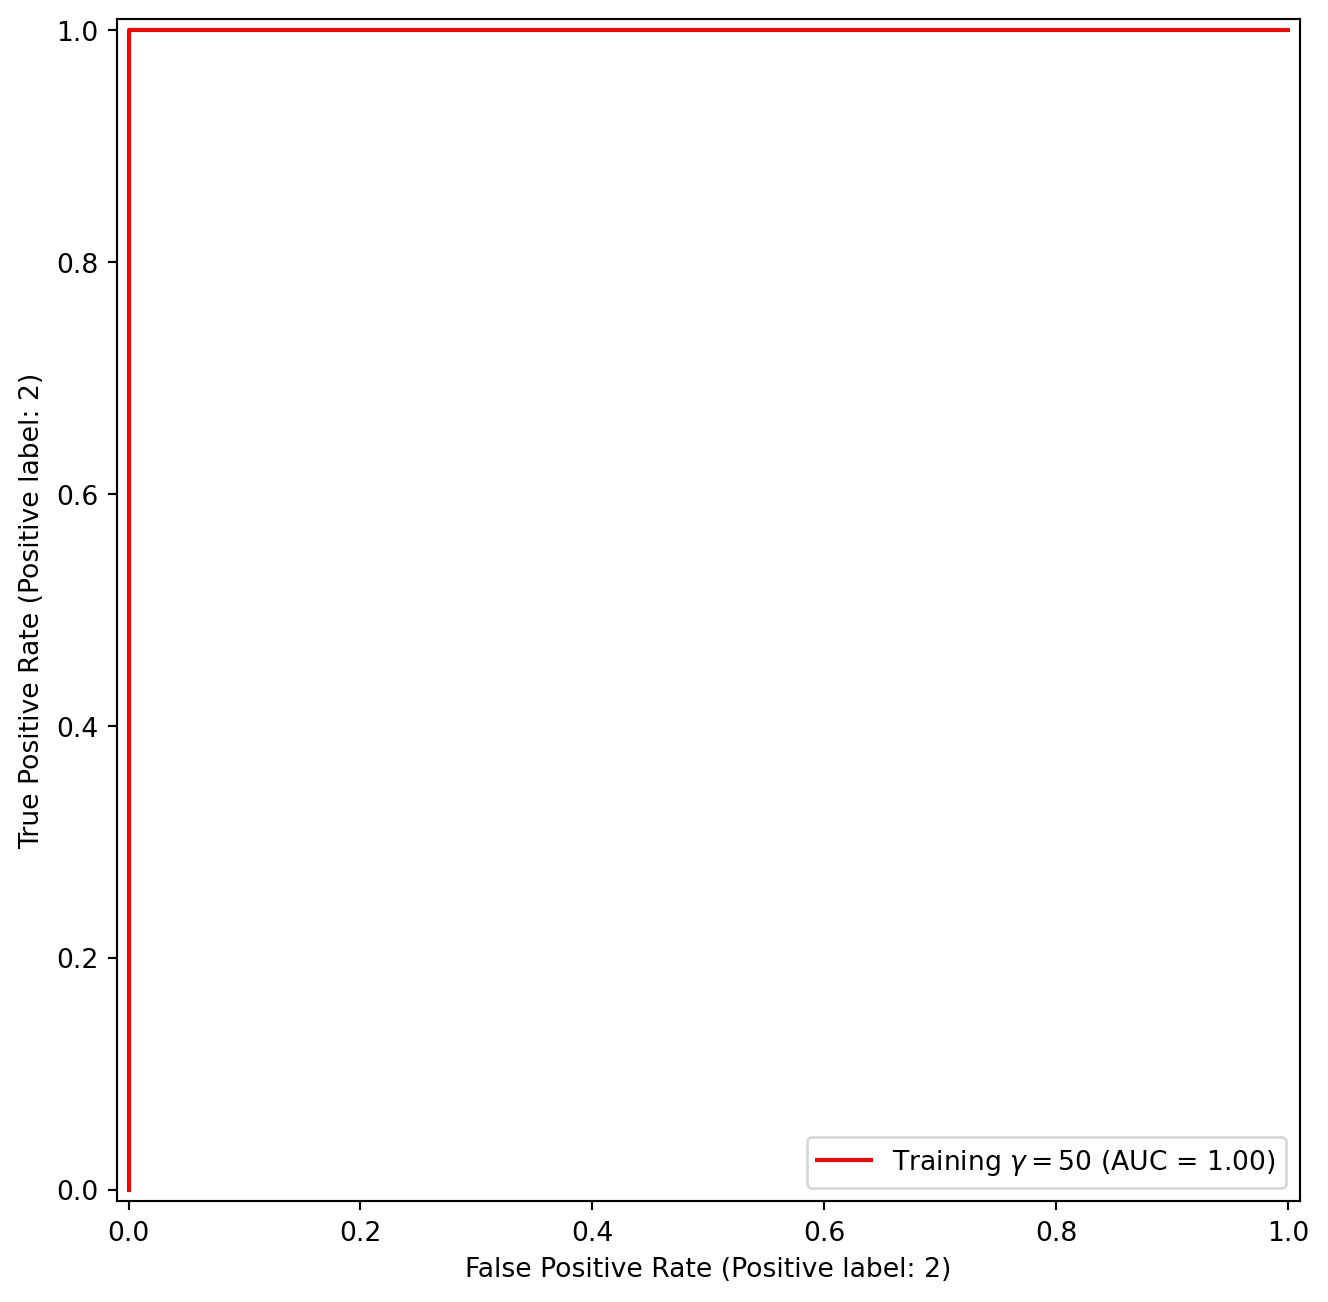 1.0
0.8
0.6
0.4
0.2
0.0
True Positive Rate (Positive label: 2)
Training γ = 50 (AUC = 1.00)
0.0 0.2 0.4 0.6 0.8 1.0
False Positive Rate (Positive label: 2)